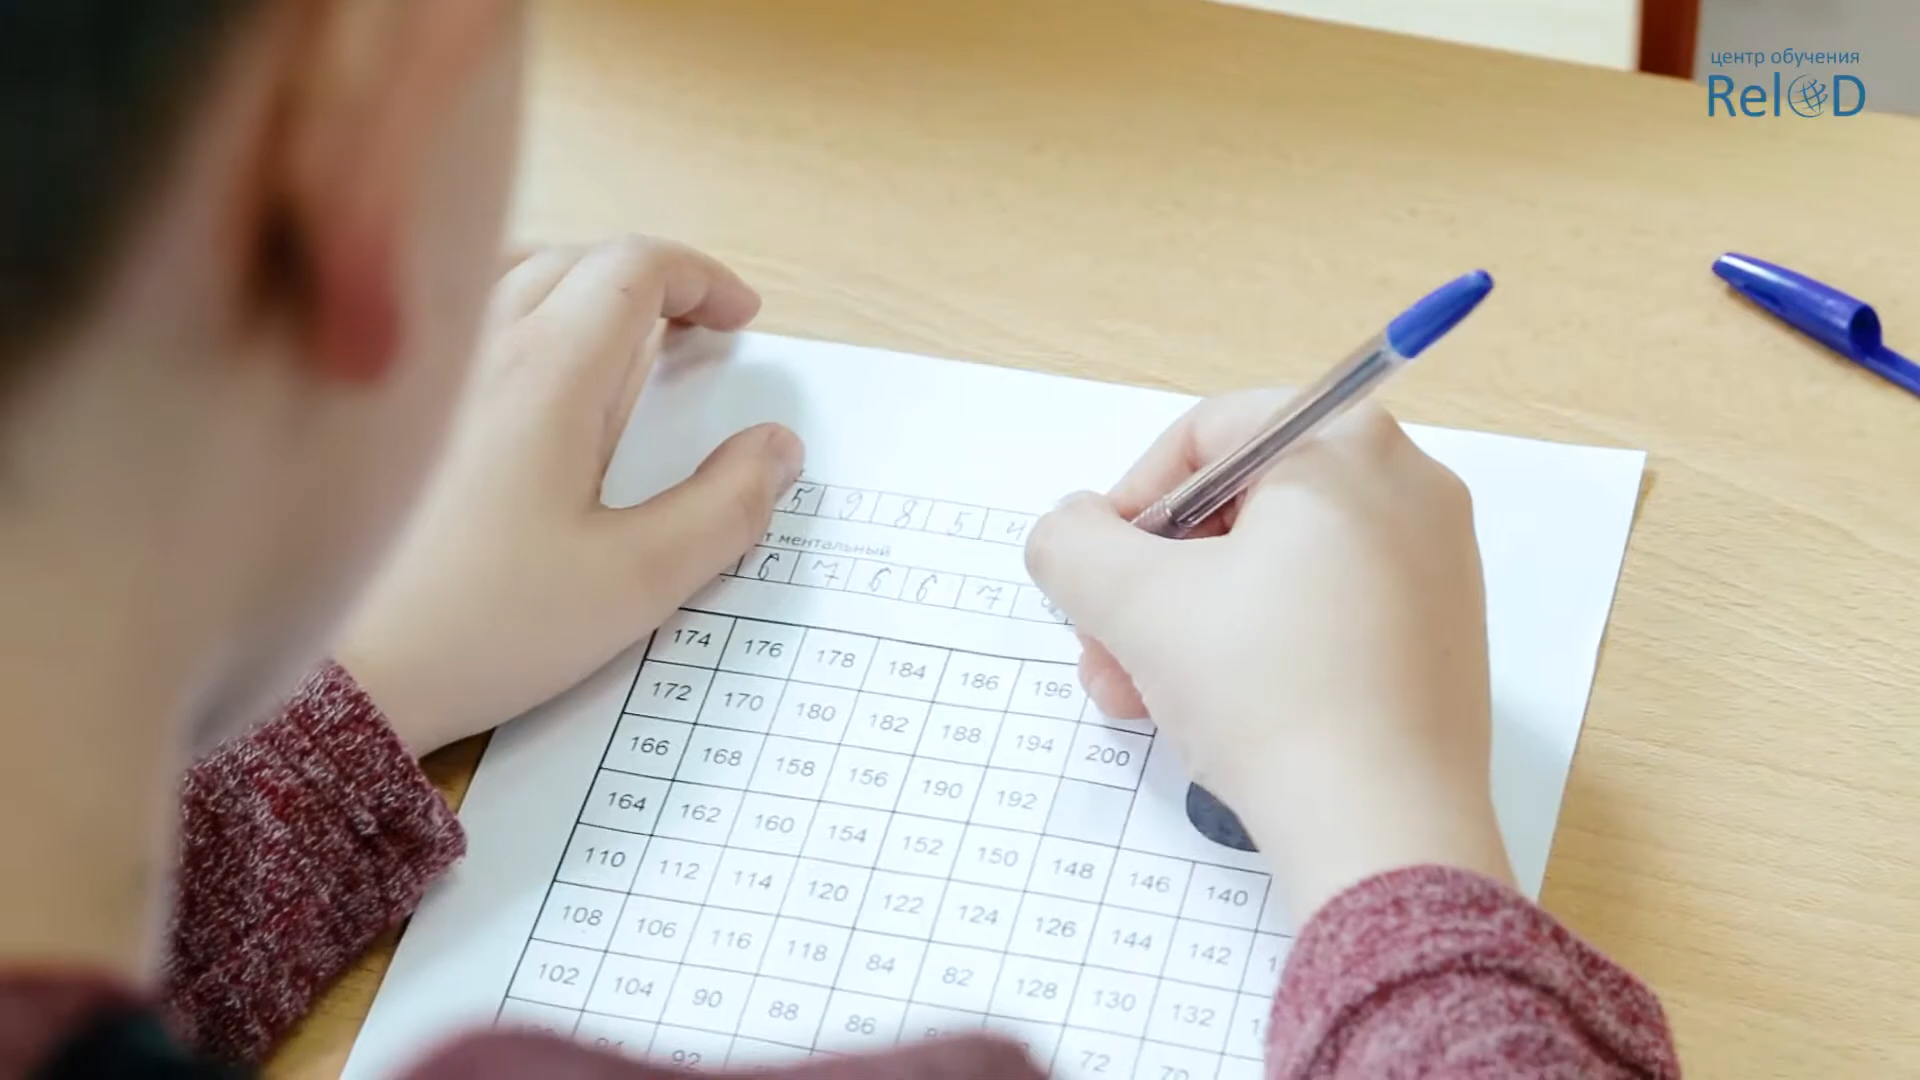 центр обучения
RelOD
5 9 8 5 4
т ментальный
6 7 6 6 7
174 176 178 184 186 196
172 170 180 182 188 194 200
166 168 158 156 190 192
164 162 160 154 152 150 148 146 140
110 112 114 120 122 124 126 144 142
108 106 116 118 84 82 128 130 132
102 104 90 88 86 72 70
92